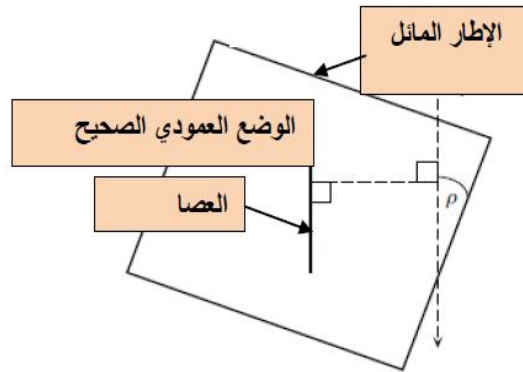 الإطار المائل
الوضع العمودي الصحيح
العصا
ρ